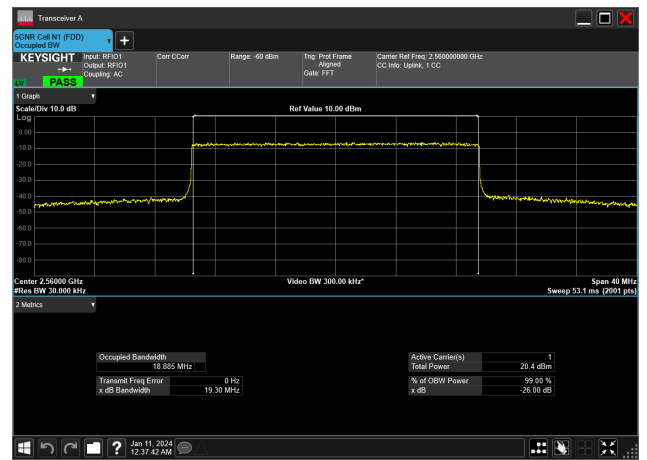 Transceiver A
5GNR Cell N1 (FDD)
Occupied BW
KEYSIGHT
Input: RFIO1
Output: RFIO1
Coupling: AC
Corr CCorr
Range: -60 dBm
Trig: Prot Frame
Aligned
Gate: FFT
Carrier Ref Freq: 2.560000000 GHz
CC Info: Uplink, 1 CC
PASS
1 Graph
Scale/Div 10.0 dB
Ref Value 10.00 dBm
Log
0.00
-10.0
-20.0
-30.0
-40.0
-50.0
-60.0
-70.0
-80.0
Center 2.56000 GHz
Video BW 300.00 kHz*
Span 40 MHz
#Res BW 30.000 kHz
Sweep 53.1 ms (2001 pts)
2 Metrics
Occupied Bandwidth
18.885 MHz
Active Carrier(s) 1
Total Power 20.4 dBm
Transmit Freq Error 0 Hz
x dB Bandwidth 19.30 MHz
% of OBW Power 99.00 %
x dB -26.00 dB
Jan 11, 2024
12:37:42 AM